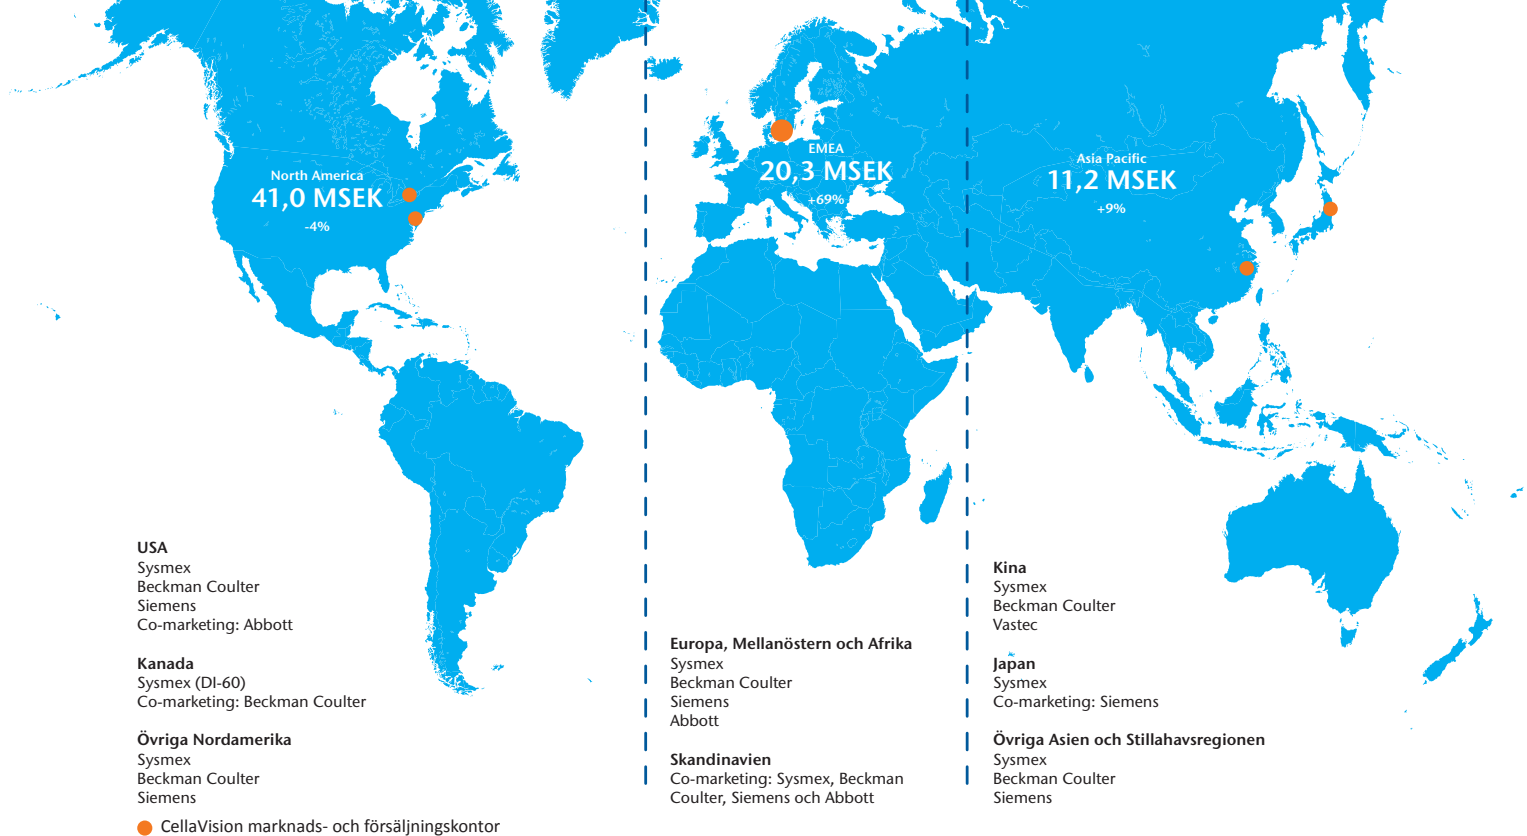 North America
41,0 MSEK
-4%
EMEA
20,3 MSEK
+69%
Asia Pacific
11,2 MSEK
+9%
USA
Sysmex
Beckman Coulter
Siemens
Co-marketing: Abbott
Kanada
Sysmex (DI-60)
Co-marketing: Beckman Coulter
Övriga Nordamerika
Sysmex
Beckman Coulter
Siemens
Europa, Mellanöstern och Afrika
Sysmex
Beckman Coulter
Siemens
Abbott
Skandinavien
Co-marketing: Sysmex, Beckman
Coulter, Siemens och Abbott
Kina
Sysmex
Beckman Coulter
Vastec
Japan
Sysmex
Co-marketing: Siemens
Övriga Asien och Stillahavsregionen
Sysmex
Beckman Coulter
Siemens
CellaVision marknads- och försäljningskontor